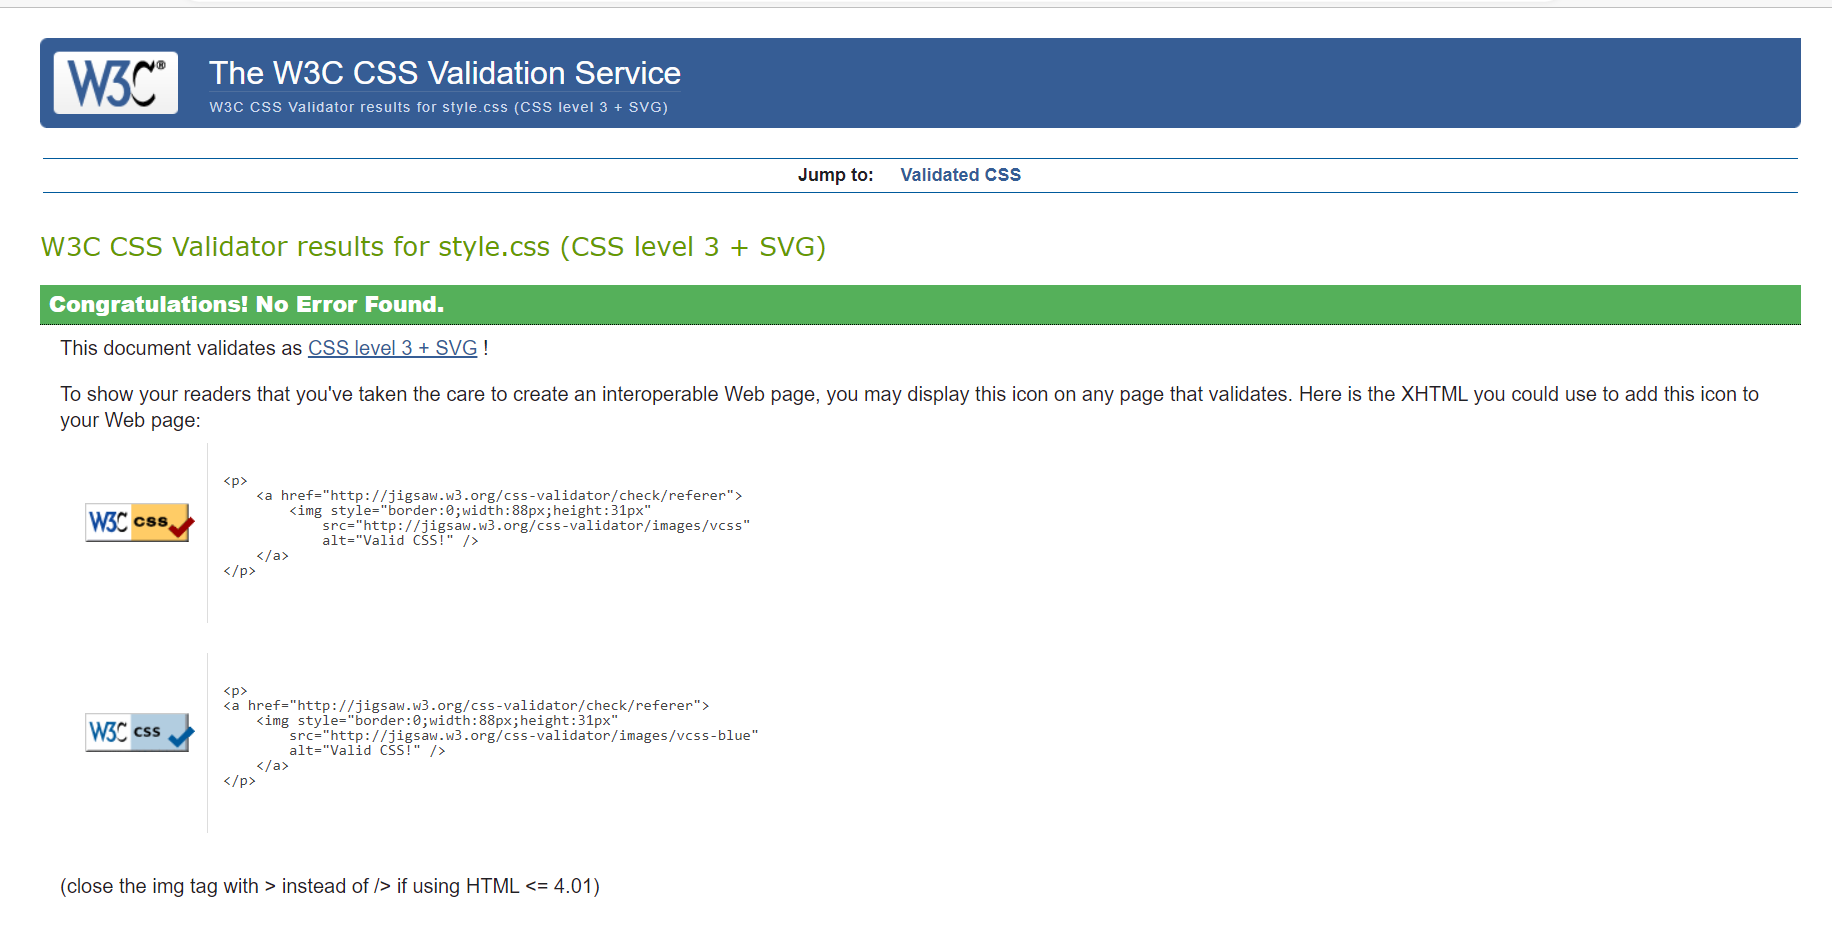 W3C®
The W3C CSS Validation Service
W3C CSS Validator results for style.css (CSS level 3 + SVG)
Jump to: Validated CSS
W3C CSS Validator results for style.css (CSS level 3 + SVG)
Congratulations! No Error Found.
This document validates as CSS level 3 + SVG !
To show your readers that you've taken the care to create an interoperable Web page, you may display this icon on any page that validates. Here is the XHTML you could use to add this icon to
your Web page:
W3C css
<p>
    <a href="http://jigsaw.w3.org/css-validator/check/referer">
        <img style="border:0;width:88px;height:31px"
            src="http://jigsaw.w3.org/css-validator/images/vcss"
            alt="Valid CSS!" />
    </a>
</p>
W3C css
<p>
<a href="http://jigsaw.w3.org/css-validator/check/referer">
    <img style="border:0;width:88px;height:31px"
        src="http://jigsaw.w3.org/css-validator/images/vcss-blue"
        alt="Valid CSS!" />
    </a>
</p>
(close the img tag with > instead of /> if using HTML <= 4.01)